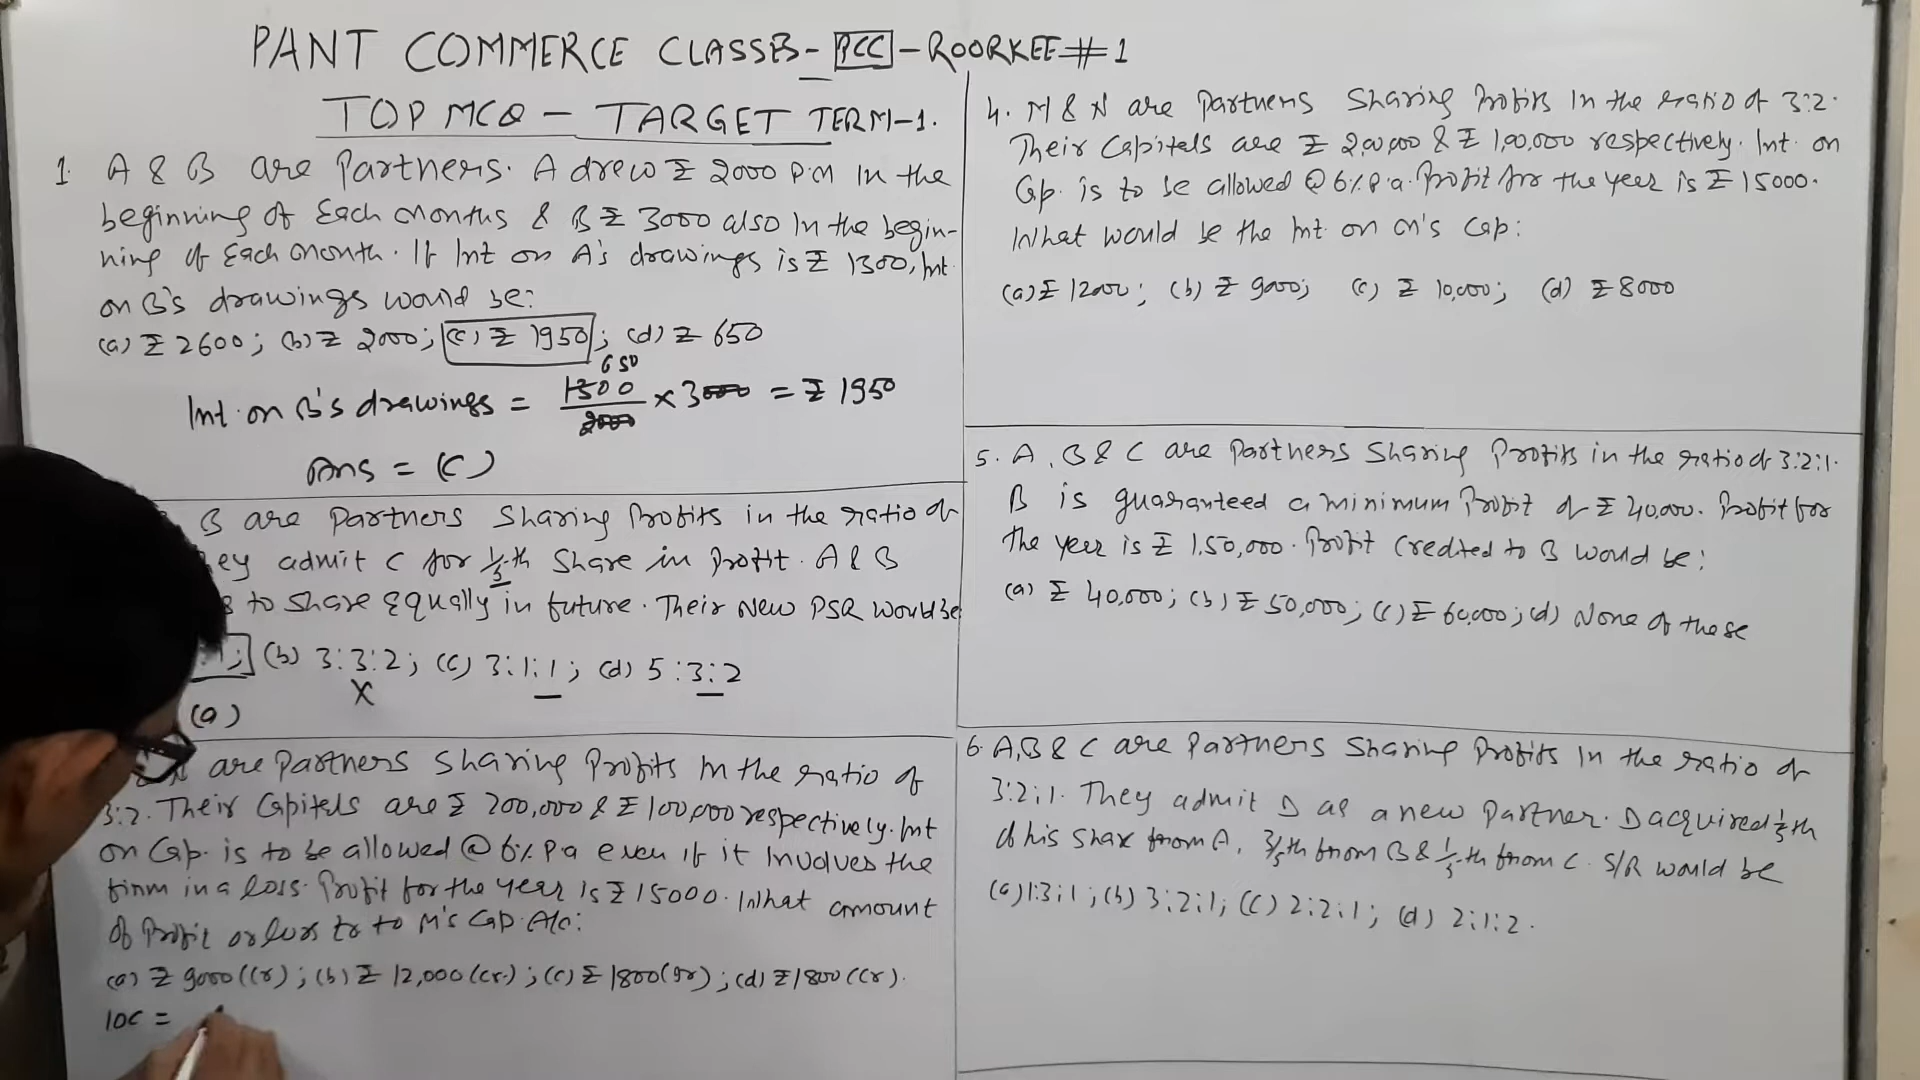 PANT COMMERCE CLASSES - PCC - ROORKEE # 1
TOP MCQ - TARGET TERM-1.
1. A & B are Partners. A drew ₹ 2000 P.M in the
beginning of Each months & B ₹ 3000 also in the begin-
ning of Each month. If Int on A's drawings is ₹ 1300, Int
on B's drawings would be:
(a) ₹ 2600; (b) ₹ 2000; (c) ₹ 1950; (d) ₹ 650
650
Int. on B's drawings = 1300/2000 × 3000 = ₹ 1950
Ans = (c)
B are Partners Sharing Profits in the ratio of
ey admit C for 1/5th Share in Profit. A & B
to share Equally in future. Their New PSR would be
(b) 3:3:2; (c) 3:1:1; (d) 5:3:2
X
(a)
N are Partners Sharing Profits in the ratio of
3:2. Their Capitals are ₹ 200,000 & ₹ 100,000 respectively. Int
on Cap. is to be allowed @ 6% P.a even if it involves the
firm in a loss. Profit for the year is ₹ 15000. What amount
of Profit or loss tr to M's Cap. A/c:
(a) ₹ 9000 (Cr); (b) ₹ 12,000 (Cr.); (c) ₹ 1800 (Dr); (d) ₹ 1800 (Cr).
IOC =
4. M & N are Partners Sharing Profits in the ratio of 3:2.
Their Capitals are ₹ 2,00,000 & ₹ 1,00,000 respectively. Int. on
Cap. is to be allowed @ 6% P.a. Profit for the year is ₹ 15000.
What would be the Int. on M's Cap:
(a) ₹ 12000; (b) ₹ 9000; (c) ₹ 10,000; (d) ₹ 8000
5. A, B & C are Partners Sharing Profits in the ratio of 3:2:1.
B is guaranteed a minimum Profit of ₹ 40,000. Profit for
the year is ₹ 1,50,000. Profit Credited to B would be:
(a) ₹ 40,000; (b) ₹ 50,000; (c) ₹ 60,000; (d) None of these
6. A, B & C are Partners Sharing Profits in the ratio of
3:2:1. They admit D as a new Partner. D acquired 1/5th
of his share from A, 3/5th from B & 1/5th from C. S/R would be
(a) 1:3:1; (b) 3:2:1; (c) 2:2:1; (d) 2:1:2.